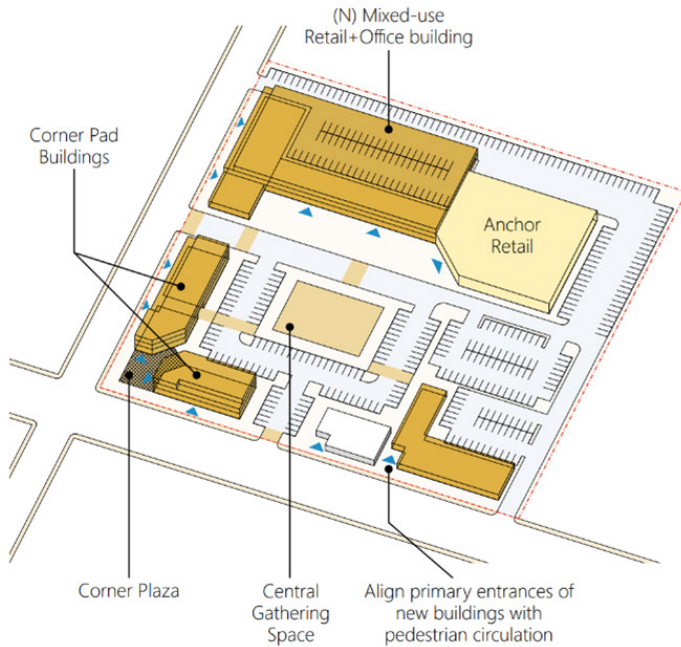 (N) Mixed-use
Retail+Office building
Corner Pad
Buildings
Anchor
Retail
Corner Plaza
Central
Gathering
Space
Align primary entrances of
new buildings with
pedestrian circulation